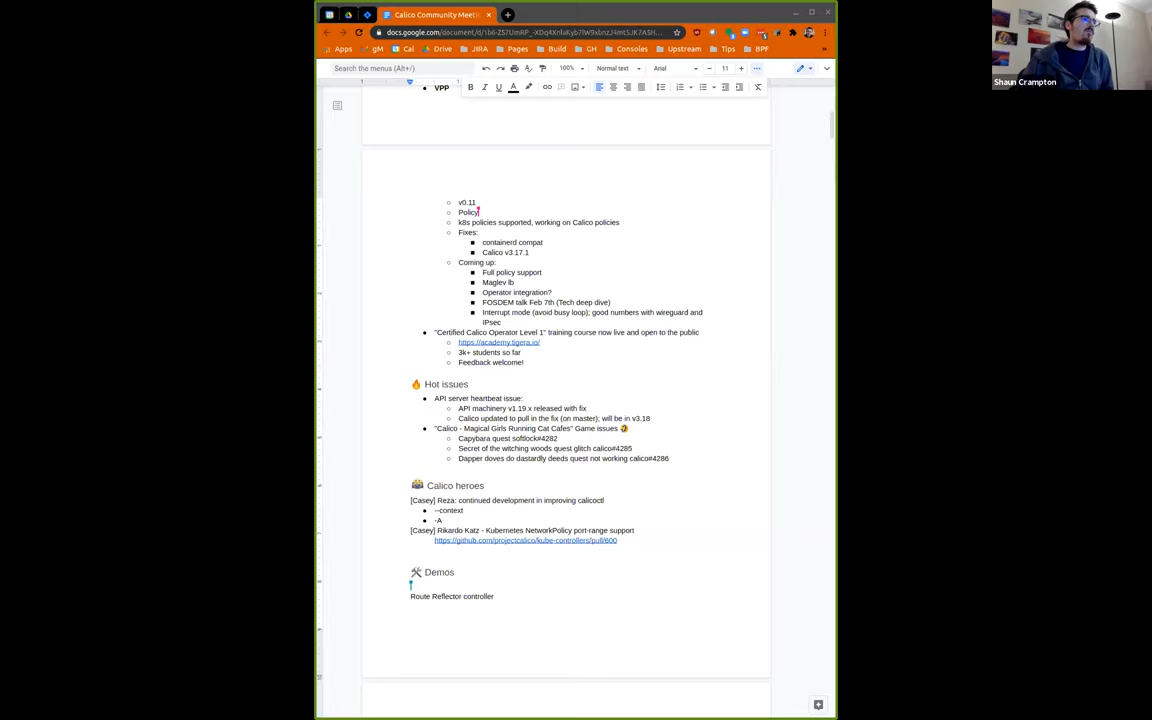 Calico Community Meeti
docs.google.com/document/d/
Apps gM Cal Drive JIRA Pages Build GH Consoles Upstream Tips BPF
Search the menus (Alt+/) 100% Normal text Arial 11
VPP
Shaun Crampton
v0.11
Policy
k8s policies supported, working on Calico policies
Fixes:
containerd compat
Calico v3.17.1
Coming up:
Full policy support
Maglev lb
Operator integration?
FOSDEM talk Feb 7th (Tech deep dive)
Interrupt mode (avoid busy loop); good numbers with wireguard and
IPsec
"Certified Calico Operator Level 1" training course now live and open to the public
https://academy.tigera.io/
3k+ students so far
Feedback welcome!
🔥 Hot issues
API server heartbeat issue:
API machinery v1.19.x released with fix
Calico updated to pull in the fix (on master); will be in v3.18
"Calico - Magical Girls Running Cat Cafes" Game issues 🤣
Capybara quest softlock#4282
Secret of the witching woods quest glitch calico#4285
Dapper doves do dastardly deeds quest not working calico#4286
Calico heroes
[Casey] Reza: continued development in improving calicoctl
--context
-A
[Casey] Rikardo Katz - Kubernetes NetworkPolicy port-range support
https://github.com/projectcalico/kube-controllers/pull/600
🛠 Demos
Route Reflector controller